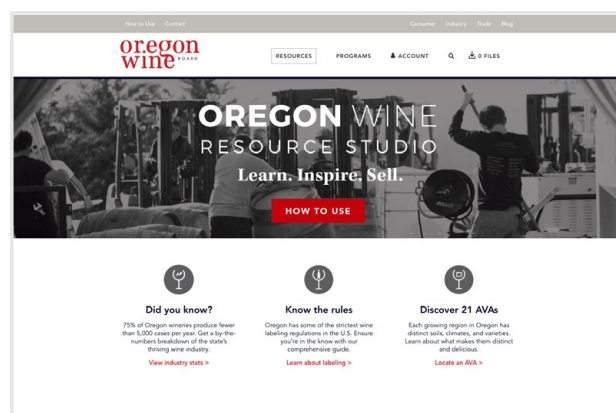 How to Use Contact Consumer Industry Trade Blog
oregon
wine BOARD
RESOURCES PROGRAMS ACCOUNT 0 FILES
OREGON WINE
RESOURCE STUDIO
Learn. Inspire. Sell.
HOW TO USE
Did you know?
75% of Oregon wineries produce fewer
than 5,000 cases per year. Get a by-the-
numbers breakdown of the state's
thriving wine industry.
View industry stats >
Know the rules
Oregon has some of the strictest wine
labeling regulations in the U.S. Ensure
you're in the know with our
comprehensive guide.
Learn about labeling >
Discover 21 AVAs
Each growing region in Oregon has
distinct soils, climates, and varieties.
Learn about what makes them distinct
and delicious.
Locate an AVA >